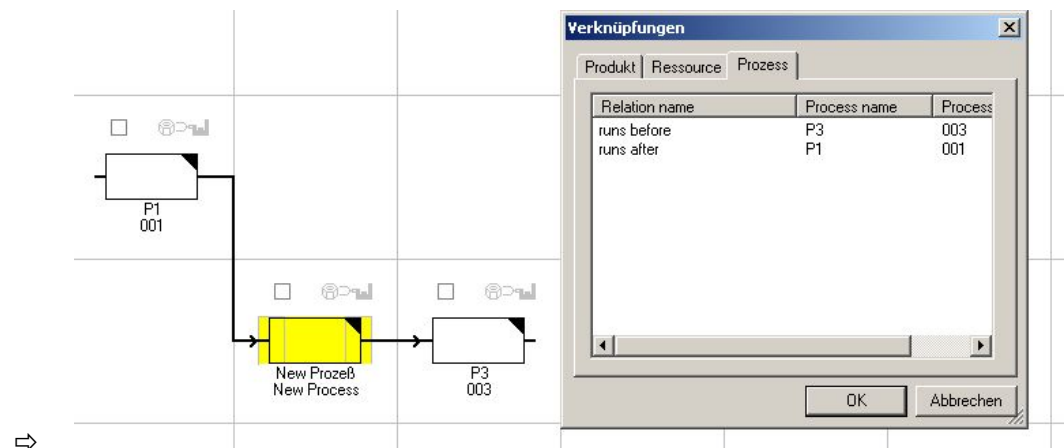 P1
001
New Prozeß
New Process
P3
003
Verknüpfungen
Produkt Ressource Prozess
Relation name Process name Process
runs before P3 003
runs after P1 001
OK Abbrechen